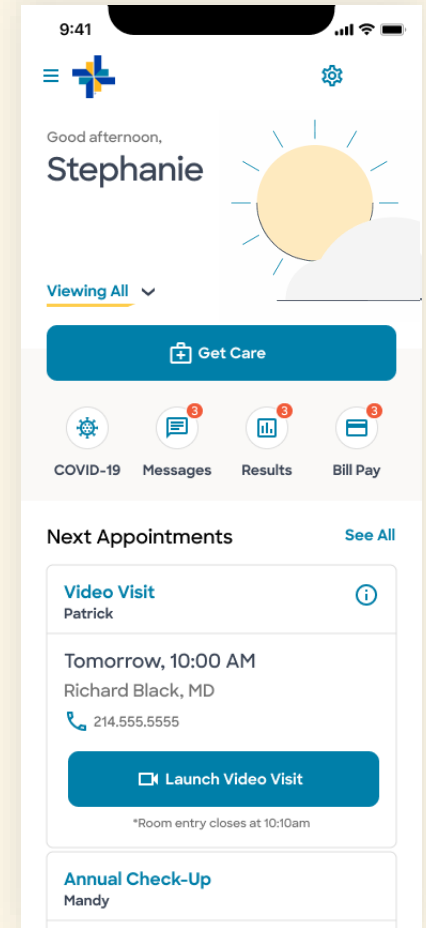 9:41
Good afternoon,
Stephanie
Viewing All
Get Care
3 3 3
COVID-19 Messages Results Bill Pay
Next Appointments See All
Video Visit
Patrick
Tomorrow, 10:00 AM
Richard Black, MD
214.555.5555
Launch Video Visit
*Room entry closes at 10:10am
Annual Check-Up
Mandy